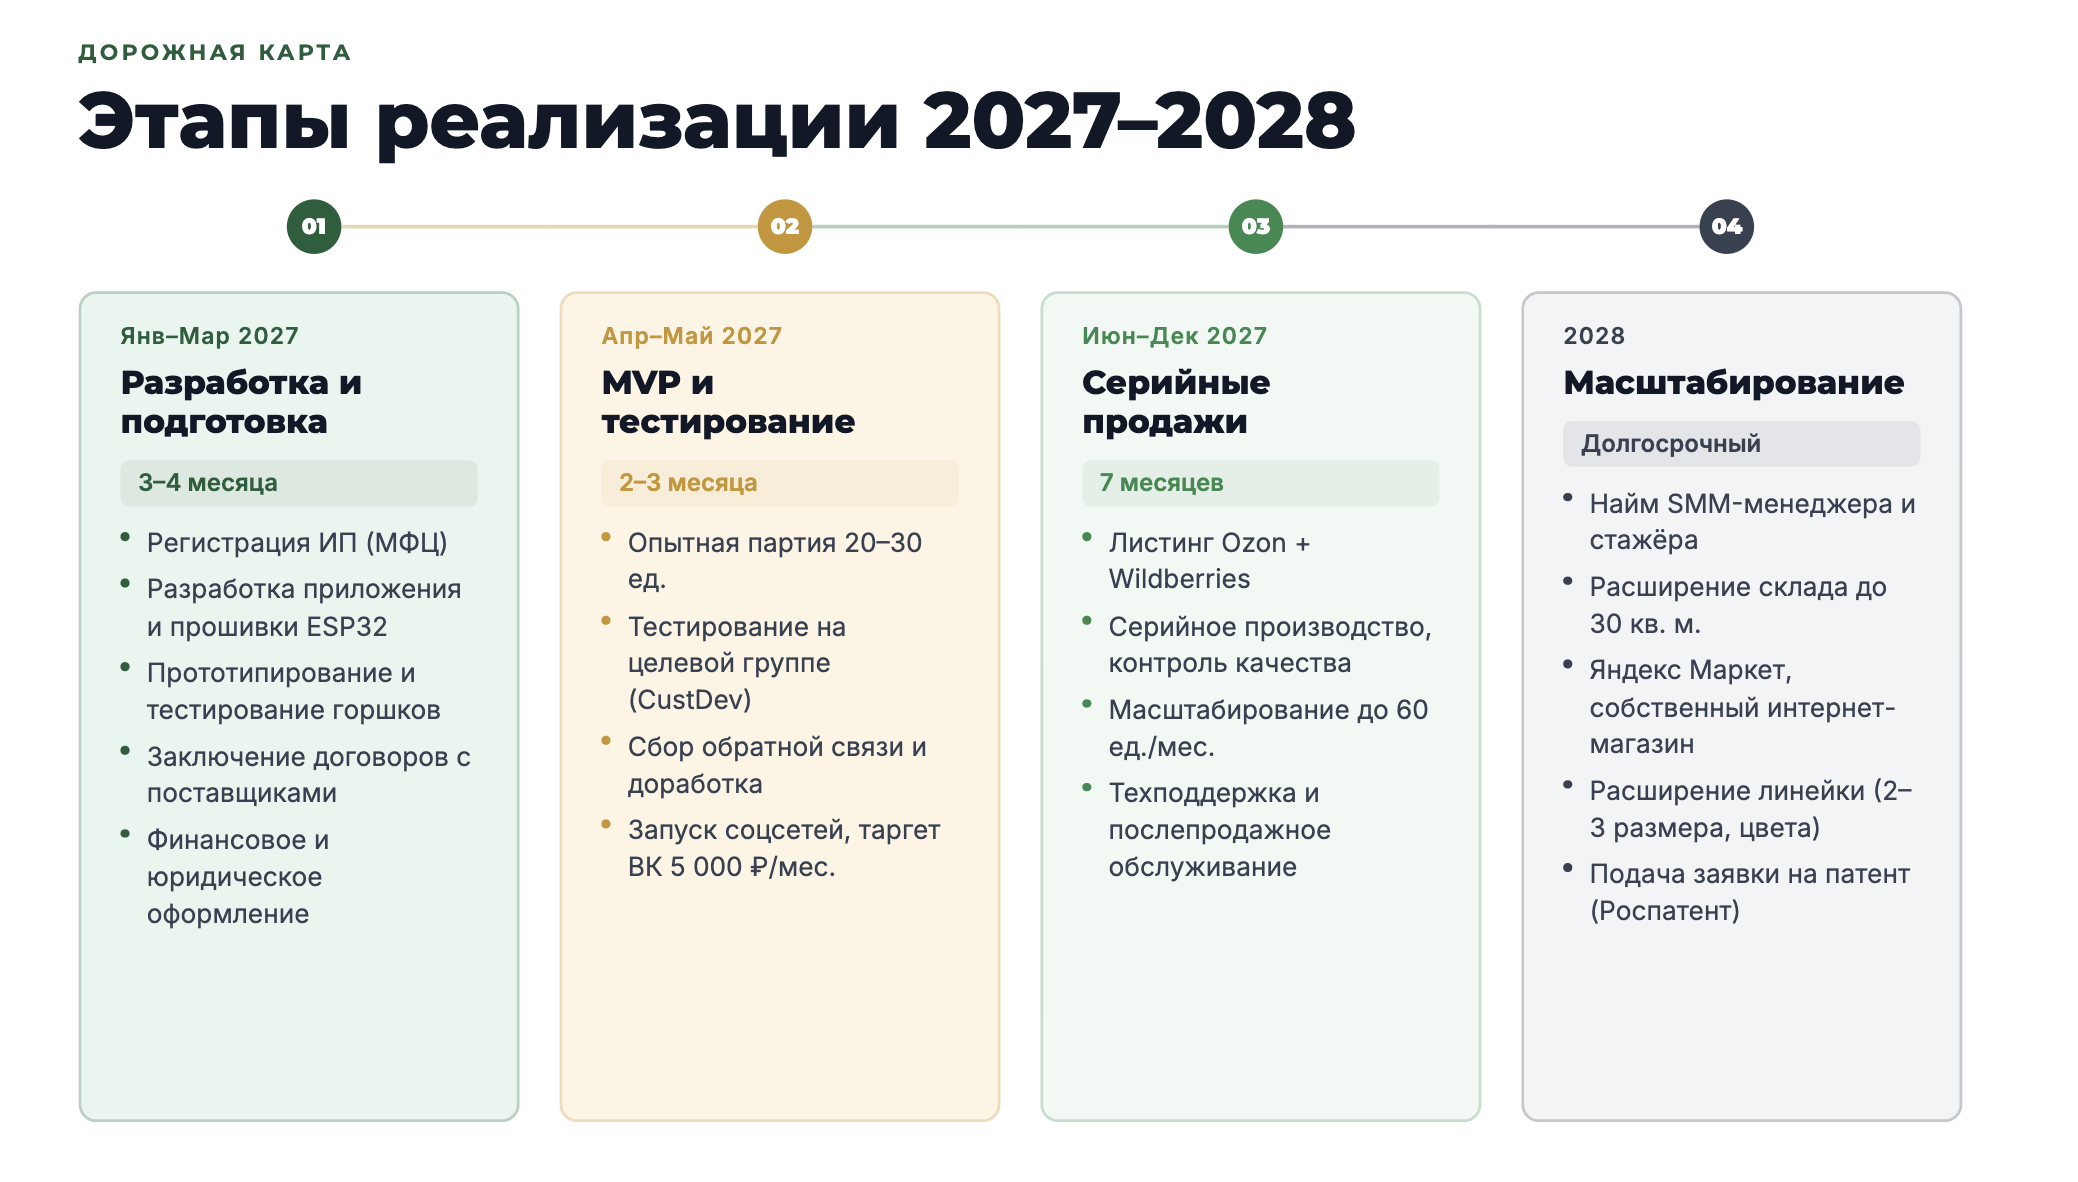 ДОРОЖНАЯ КАРТА
Этапы реализации 2027–2028
01
02
03
04
Янв–Мар 2027
Разработка и
подготовка
3–4 месяца
Регистрация ИП (МФЦ)
Разработка приложения
и прошивки ESP32
Прототипирование и
тестирование горшков
Заключение договоров с
поставщиками
Финансовое и
юридическое
оформление
Апр–Май 2027
MVP и
тестирование
2–3 месяца
Опытная партия 20–30
ед.
Тестирование на
целевой группе
(CustDev)
Сбор обратной связи и
доработка
Запуск соцсетей, таргет
ВК 5 000 ₽/мес.
Июн–Дек 2027
Серийные
продажи
7 месяцев
Листинг Ozon +
Wildberries
Серийное производство,
контроль качества
Масштабирование до 60
ед./мес.
Техподдержка и
послепродажное
обслуживание
2028
Масштабирование
Долгосрочный
Найм SMM-менеджера и
стажёра
Расширение склада до
30 кв. м.
Яндекс Маркет,
собственный интернет-
магазин
Расширение линейки (2–
3 размера, цвета)
Подача заявки на патент
(Роспатент)